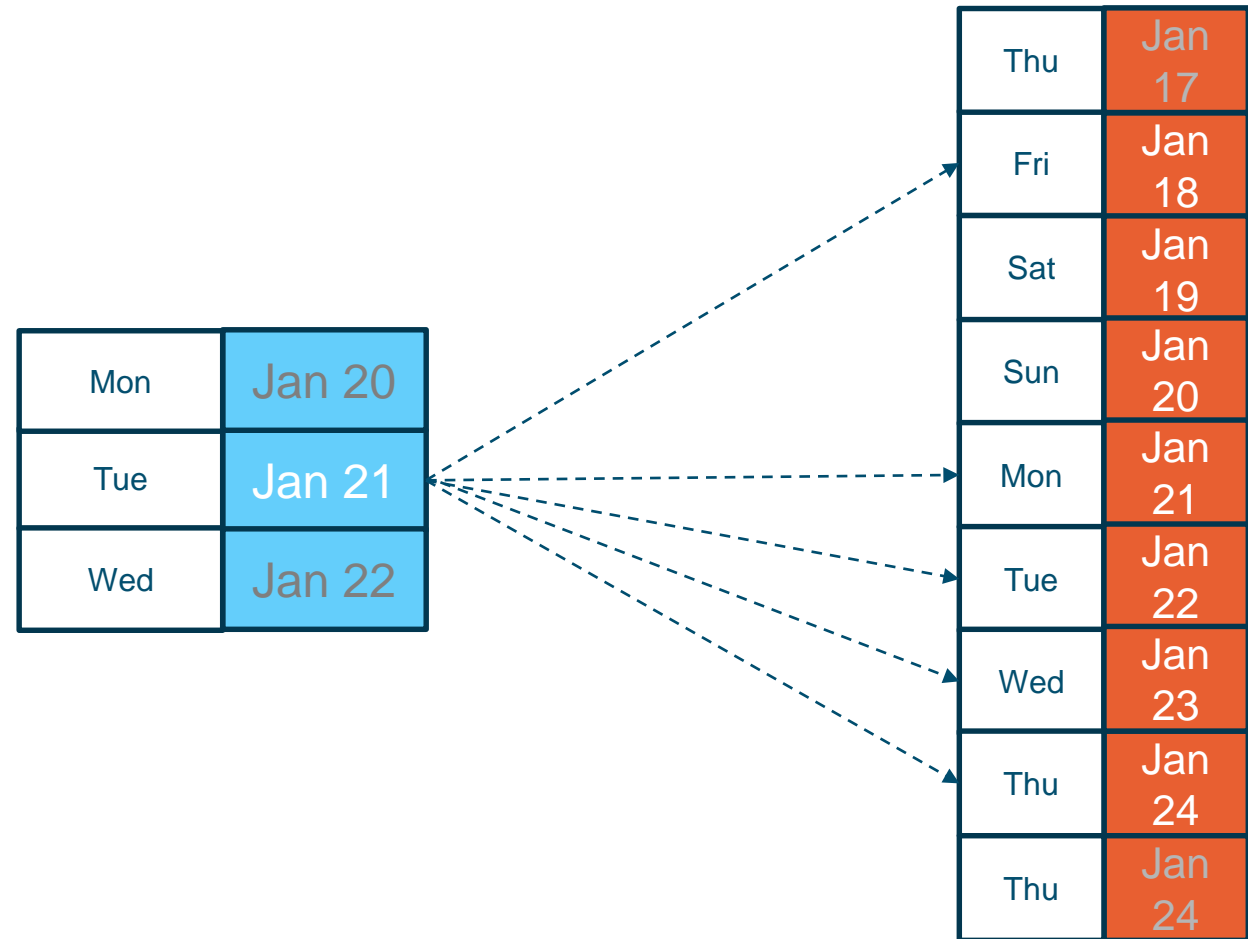 Mon Jan 20
Tue Jan 21
Wed Jan 22
Thu Jan
17
Fri Jan
18
Sat Jan
19
Sun Jan
20
Mon Jan
21
Tue Jan
22
Wed Jan
23
Thu Jan
24
Thu Jan
24